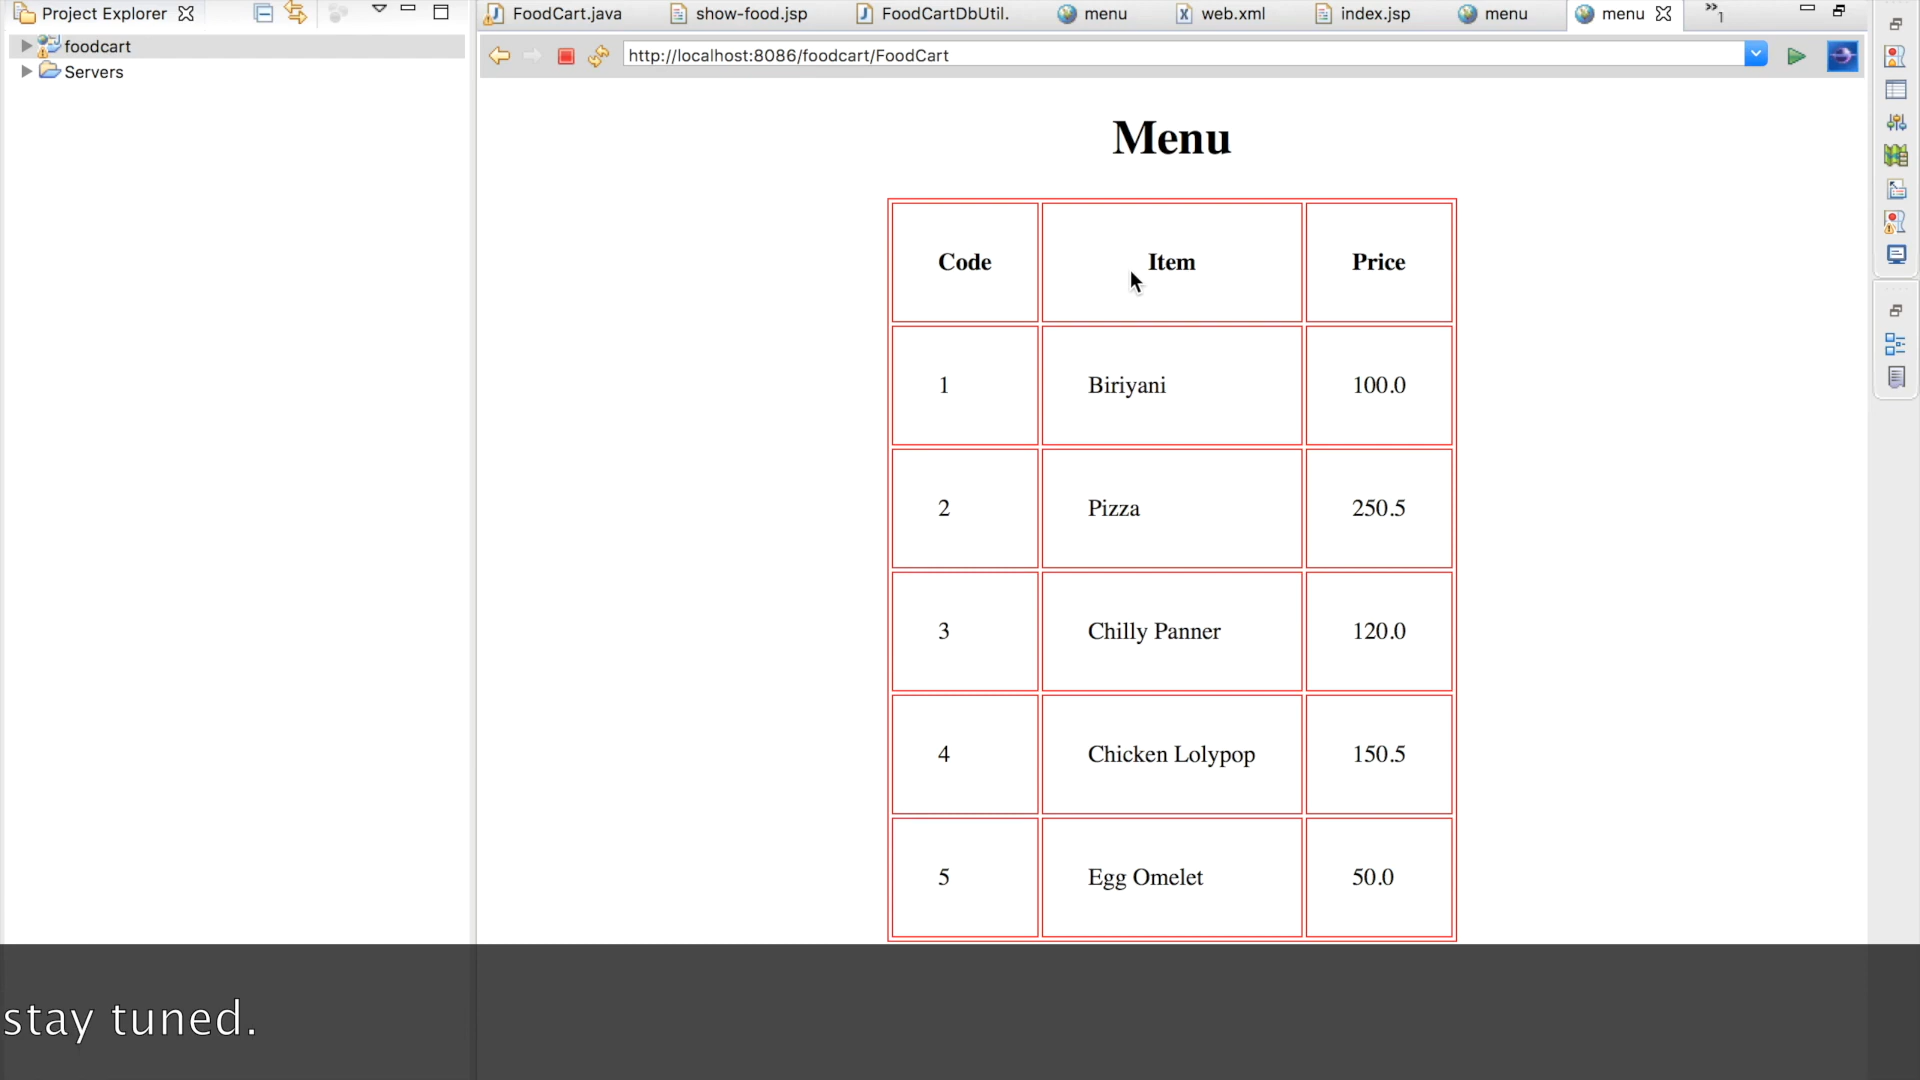 Project Explorer
FoodCart.java
show-food.jsp
FoodCartDbUtil.
menu
web.xml
index.jsp
menu
menu
»1
foodcart
Servers
http://localhost:8086/foodcart/FoodCart
Menu
Code Item Price
1 Biriyani 100.0
2 Pizza 250.5
3 Chilly Panner 120.0
4 Chicken Lolypop 150.5
5 Egg Omelet 50.0
stay tuned.